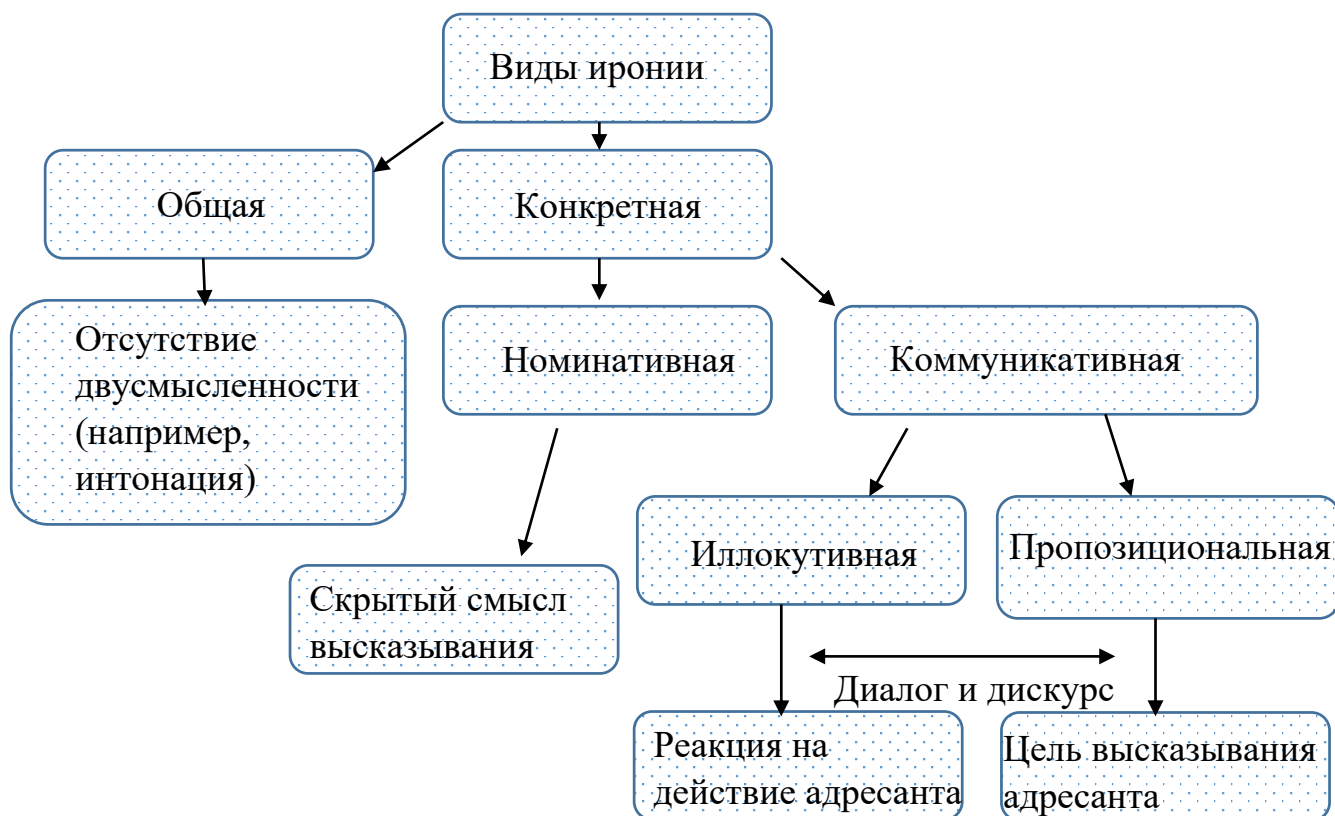 Виды иронии
Общая
Конкретная
Отсутствие
двусмысленности
(например,
интонация)
Номинативная
Коммуникативная
Скрытый смысл
высказывания
Иллокутивная
Пропозициональная
Диалог и дискурс
Реакция на
действие адресанта
Цель высказывания
адресанта